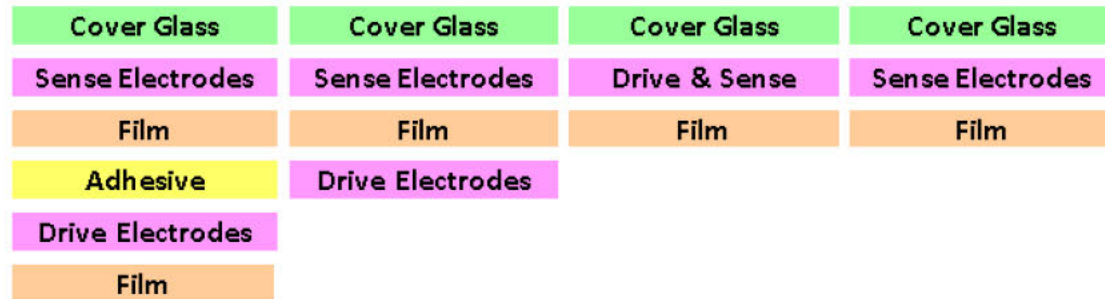 Cover Glass Cover Glass Cover Glass Cover Glass
Sense Electrodes Sense Electrodes Drive & Sense Sense Electrodes
Film Film Film Film
Adhesive Drive Electrodes
Drive Electrodes
Film